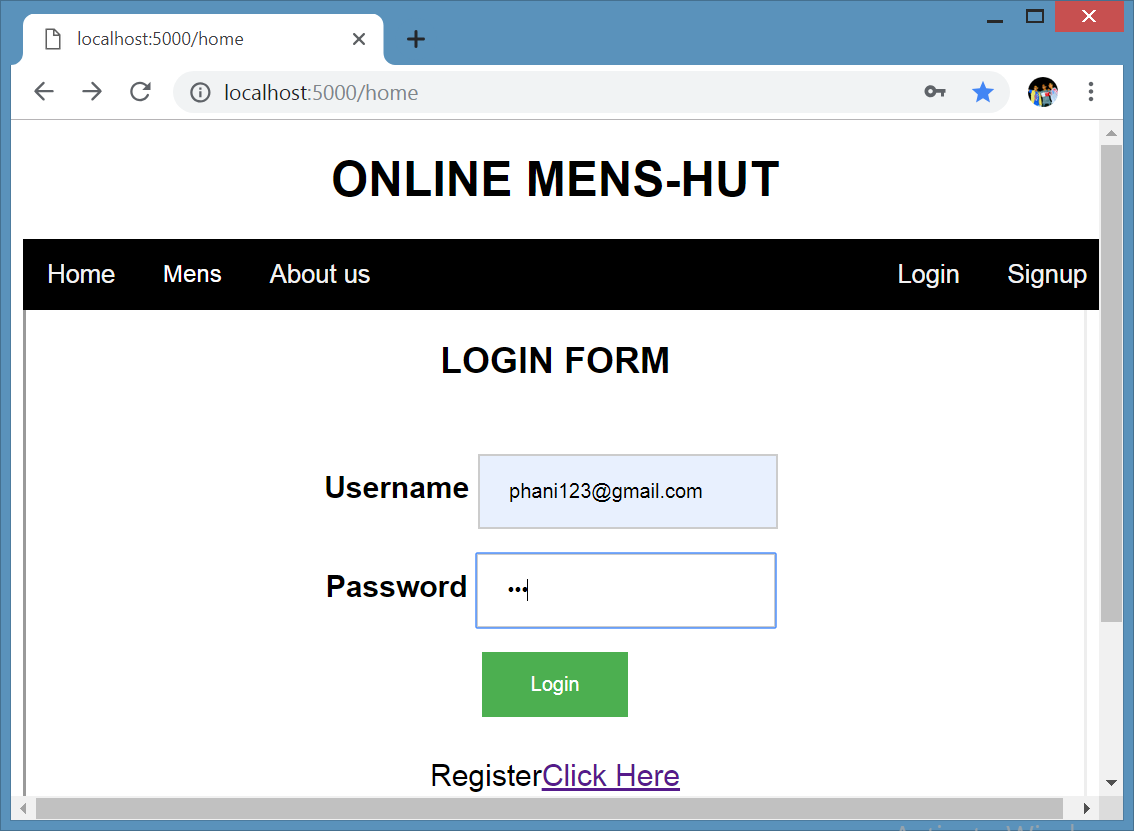 localhost:5000/home
localhost:5000/home
ONLINE MENS-HUT
Home Mens About us Login Signup
LOGIN FORM
Username phani123@gmail.com
Password •••
Login
RegisterClick Here